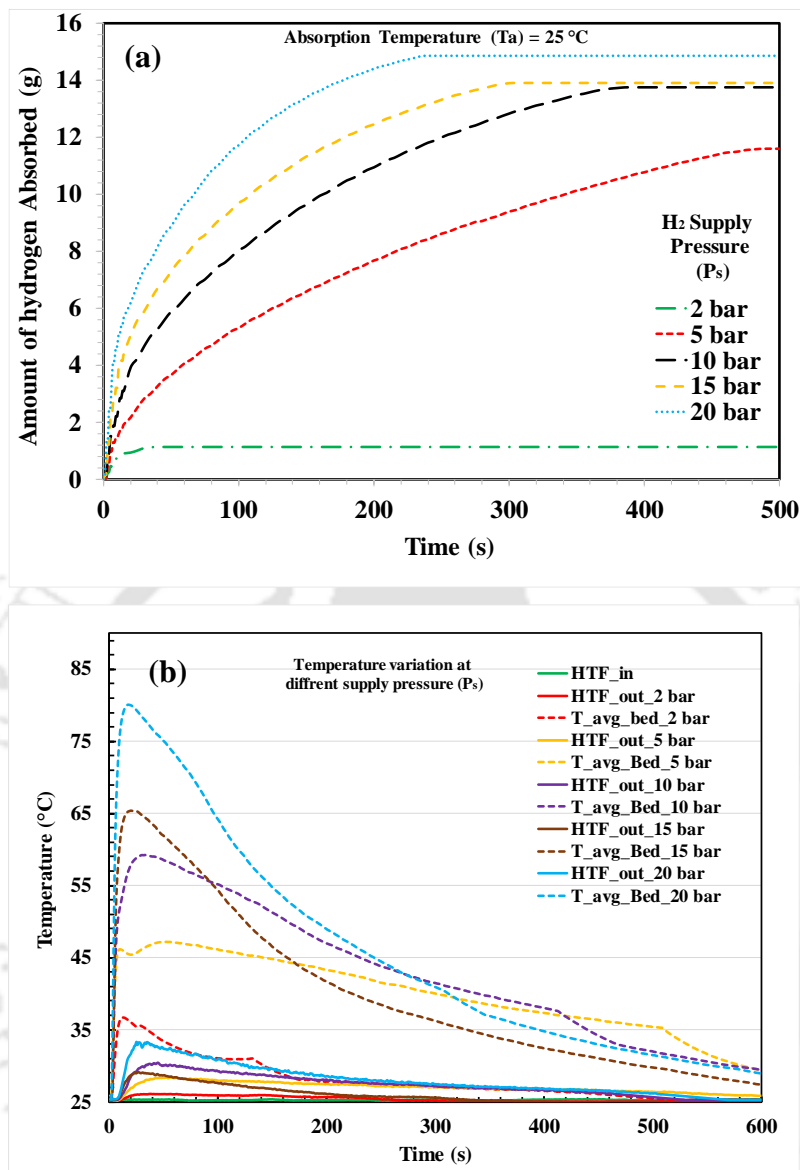 (a)
Absorption Temperature (Ta) = 25 °C
16
14
12
10
8
6
4
2
0
Amount of hydrogen Absorbed (g)
H2 Supply
Pressure
(Ps)
2 bar
5 bar
10 bar
15 bar
20 bar
0 100 200 300 400 500
Time (s)
(b)
Temperature variation at
diffrent supply pressure (Ps)
85
75
65
55
45
35
25
Temperature (°C)
HTF_in
HTF_out_2 bar
T_avg_bed_2 bar
HTF_out_5 bar
T_avg_Bed_5 bar
HTF_out_10 bar
T_avg_Bed_10 bar
HTF_out_15 bar
T_avg_Bed_15 bar
HTF_out_20 bar
T_avg_Bed_20 bar
0 100 200 300 400 500 600
Time (s)